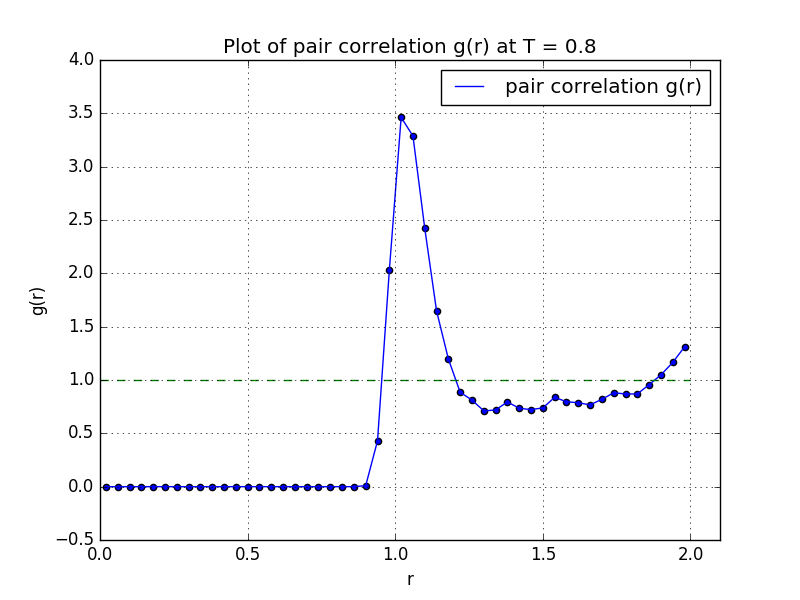 Plot of pair correlation g(r) at T = 0.8
pair correlation g(r)
4.0
3.5
3.0
2.5
2.0
1.5
1.0
0.5
0.0
−0.5
g(r)
0.0 0.5 1.0 1.5 2.0
r